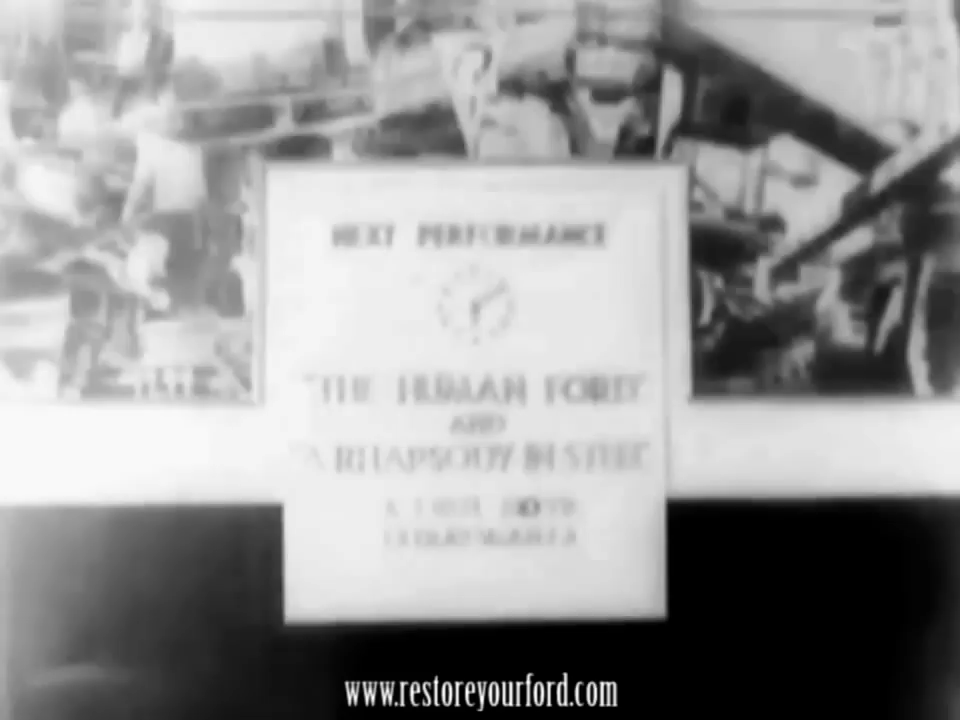 NEXT PERFORMANCE
"THE HUMAN FORD"
AND
"A RHAPSODY IN STEEL"
www.restoreyourford.com